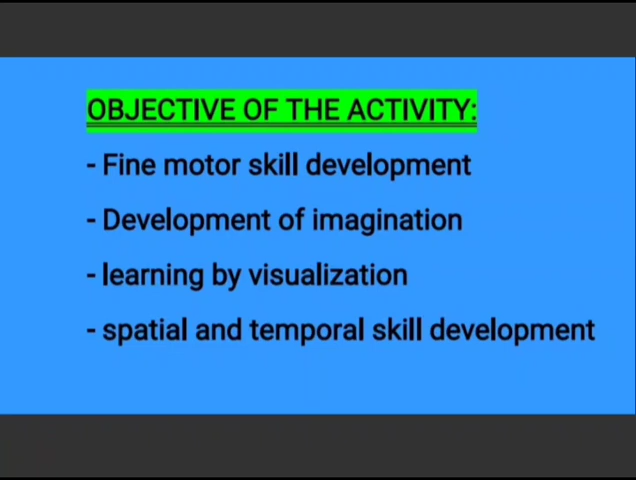 OBJECTIVE OF THE ACTIVITY:
- Fine motor skill development
- Development of imagination
- learning by visualization
- spatial and temporal skill development